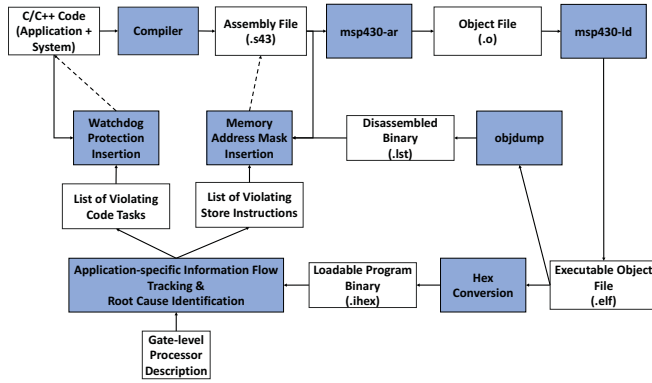 C/C++ Code
(Application +
System)
Compiler
Assembly File
(.s43)
msp430-ar
Object File
(.o)
msp430-ld
Watchdog
Protection
Insertion
Memory
Address Mask
Insertion
Disassembled
Binary
(.lst)
objdump
List of Violating
Code Tasks
List of Violating
Store Instructions
Application-specific Information Flow
Tracking &
Root Cause Identification
Loadable Program
Binary
(.ihex)
Hex
Conversion
Executable Object
File
(.elf)
Gate-level
Processor
Description